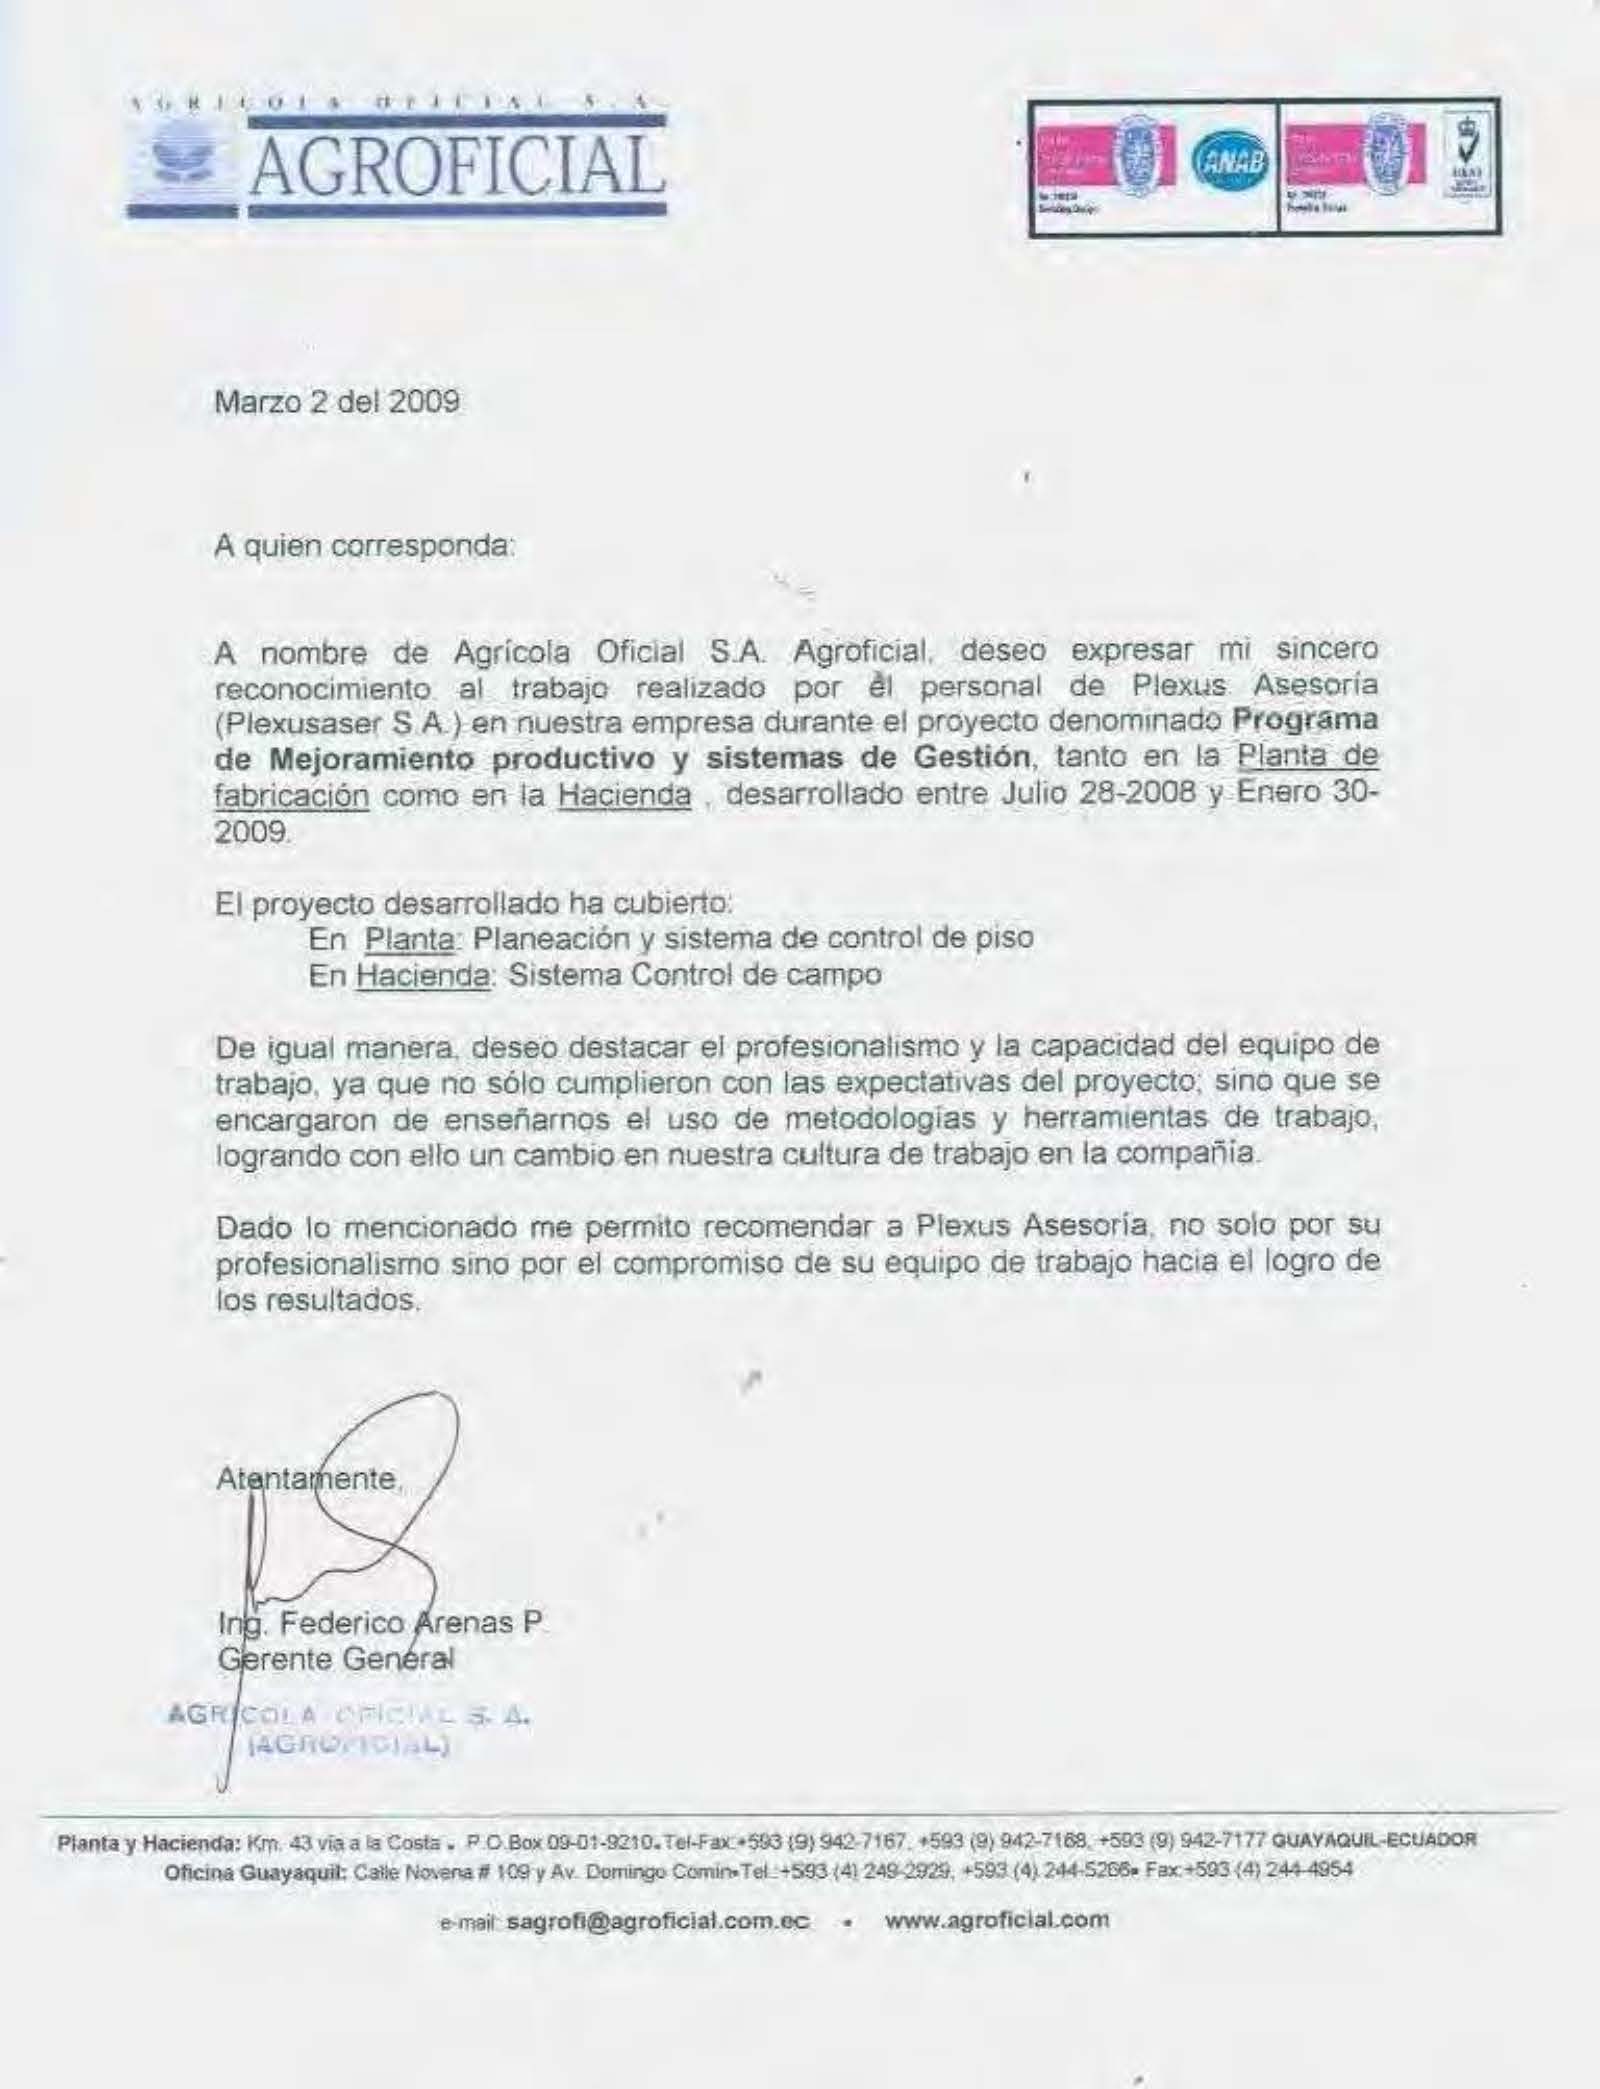 AGRICOLA OFICIAL S.A.
AGROFICIAL
ANAB
Marzo 2 del 2009
A quien corresponda:
A nombre de Agrícola Oficial S.A. Agroficial, deseo expresar mi sincero
reconocimiento al trabajo realizado por él personal de Plexus Asesoría
(Plexusaser S.A.) en nuestra empresa durante el proyecto denominado Programa
de Mejoramiento productivo y sistemas de Gestión, tanto en la Planta de
fabricación como en la Hacienda , desarrollado entre Julio 28-2008 y Enero 30-
2009.
El proyecto desarrollado ha cubierto:
En Planta: Planeación y sistema de control de piso
En Hacienda: Sistema Control de campo
De igual manera, deseo destacar el profesionalismo y la capacidad del equipo de
trabajo, ya que no sólo cumplieron con las expectativas del proyecto; sino que se
encargaron de enseñarnos el uso de metodologías y herramientas de trabajo,
logrando con ello un cambio en nuestra cultura de trabajo en la compañía.
Dado lo mencionado me permito recomendar a Plexus Asesoría, no solo por su
profesionalismo sino por el compromiso de su equipo de trabajo hacia el logro de
los resultados.
Atentamente,
Ing. Federico Arenas P.
Gerente General
AGRICOLA OFICIAL S. A.
(AGROFICIAL)
Planta y Hacienda: Km. 43 vía a la Costa • P.O.Box 09-01-9210• Tel-Fax:+593 (9) 942-7167, +593 (9) 942-7168, +593 (9) 942-7177 GUAYAQUIL-ECUADOR
Oficina Guayaquil: Calle Novena # 109 y Av. Domingo Comin• Tel.:+593 (4) 249-2929, +593 (4) 244-5266• Fax:+593 (4) 244-4954
e-mail: sagrofi@agroficial.com.ec • www.agroficial.com